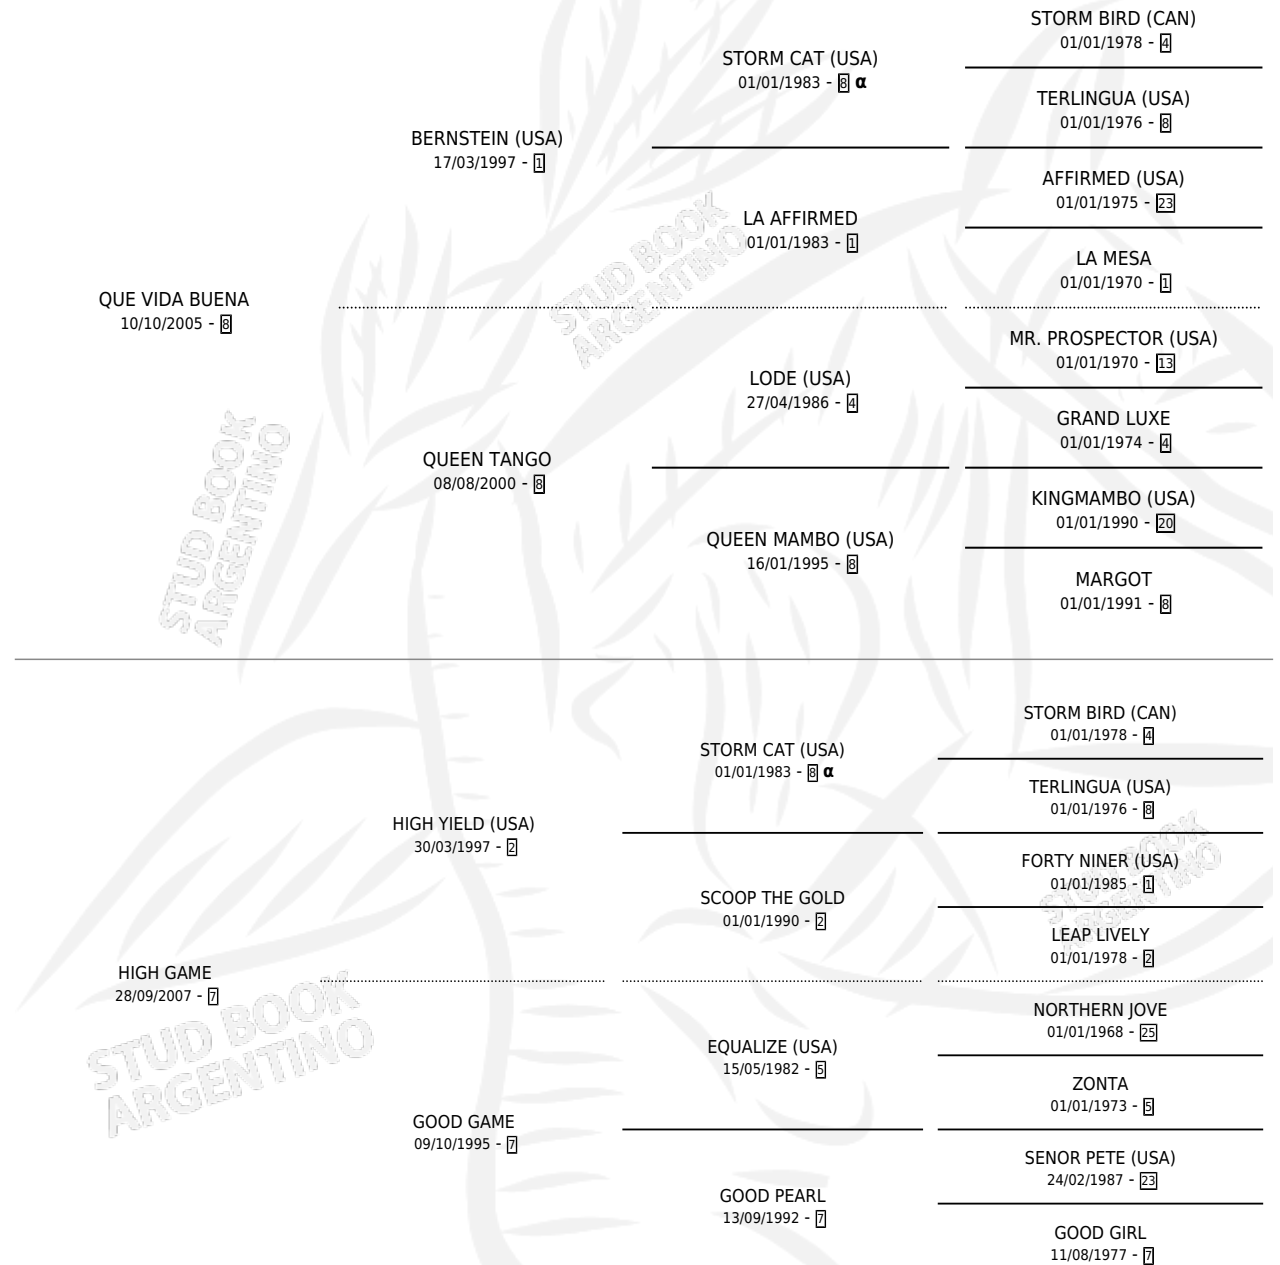 STORM BIRD (CAN)
01/01/1978 - 4
STORM CAT (USA)
01/01/1983 - 8 α
TERLINGUA (USA)
01/01/1976 - 8
BERNSTEIN (USA)
17/03/1997 - 1
AFFIRMED (USA)
01/01/1975 - 23
LA AFFIRMED
01/01/1983 - 1
LA MESA
01/01/1970 - 1
QUE VIDA BUENA
10/10/2005 - 8
MR. PROSPECTOR (USA)
01/01/1970 - 13
LODE (USA)
27/04/1986 - 4
GRAND LUXE
01/01/1974 - 4
QUEEN TANGO
08/08/2000 - 8
KINGMAMBO (USA)
01/01/1990 - 20
QUEEN MAMBO (USA)
16/01/1995 - 8
MARGOT
01/01/1991 - 8
STORM BIRD (CAN)
01/01/1978 - 4
STORM CAT (USA)
01/01/1983 - 8 α
TERLINGUA (USA)
01/01/1976 - 8
HIGH YIELD (USA)
30/03/1997 - 2
FORTY NINER (USA)
01/01/1985 - 1
SCOOP THE GOLD
01/01/1990 - 2
LEAP LIVELY
01/01/1978 - 2
HIGH GAME
28/09/2007 - 7
NORTHERN JOVE
01/01/1968 - 25
EQUALIZE (USA)
15/05/1982 - 5
ZONTA
01/01/1973 - 5
GOOD GAME
09/10/1995 - 7
SENOR PETE (USA)
24/02/1987 - 23
GOOD PEARL
13/09/1992 - 7
GOOD GIRL
11/08/1977 - 7
STUD BOOK
ARGENTINO
STUD BOOK
ARGENTINO
STUD BOOK
ARGENTINO
STUD BOOK
ARGENTINO